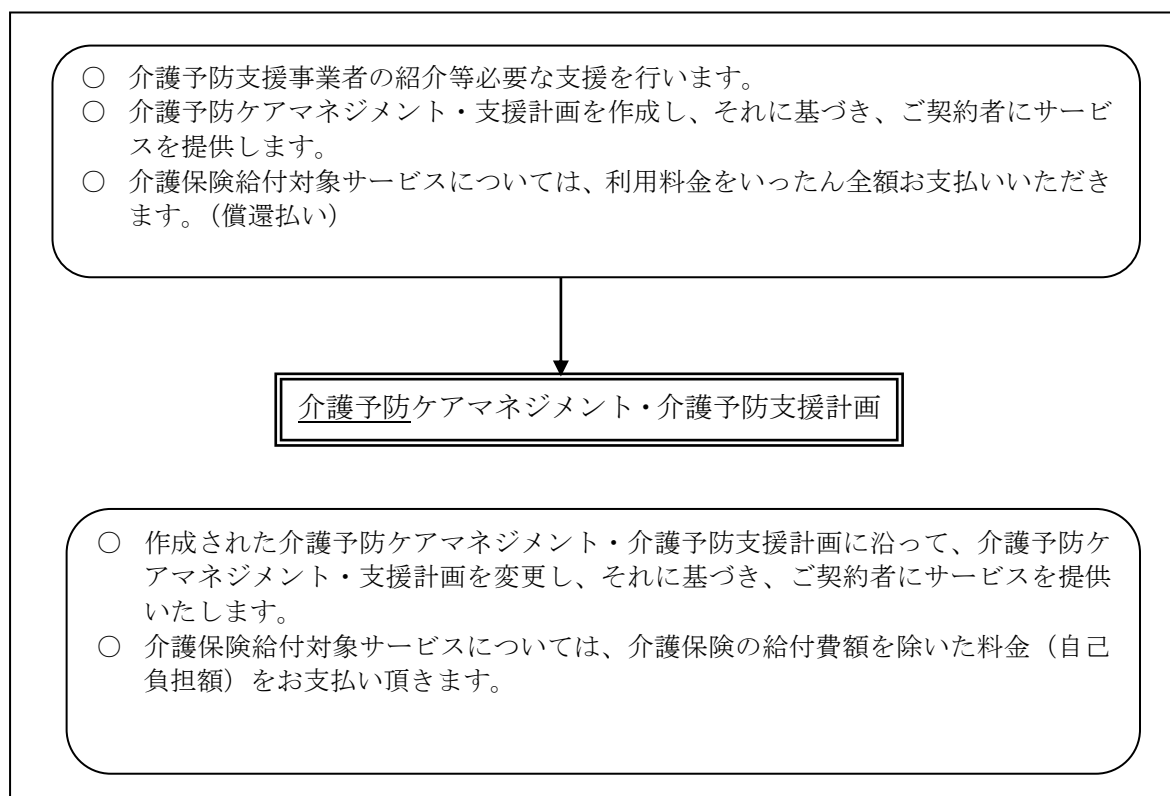 ○ 介護予防支援事業者の紹介等必要な支援を行います。
○ 介護予防ケアマネジメント・支援計画を作成し、それに基づき、ご契約者にサービ
スを提供します。
○ 介護保険給付対象サービスについては、利用料金をいったん全額お支払いいただき
ます。（償還払い）
介護予防ケアマネジメント・介護予防支援計画
○ 作成された介護予防ケアマネジメント・介護予防支援計画に沿って、介護予防ケ
アマネジメント・支援計画を変更し、それに基づき、ご契約者にサービスを提供
いたします。
○ 介護保険給付対象サービスについては、介護保険の給付費額を除いた料金（自己
負担額）をお支払い頂きます。